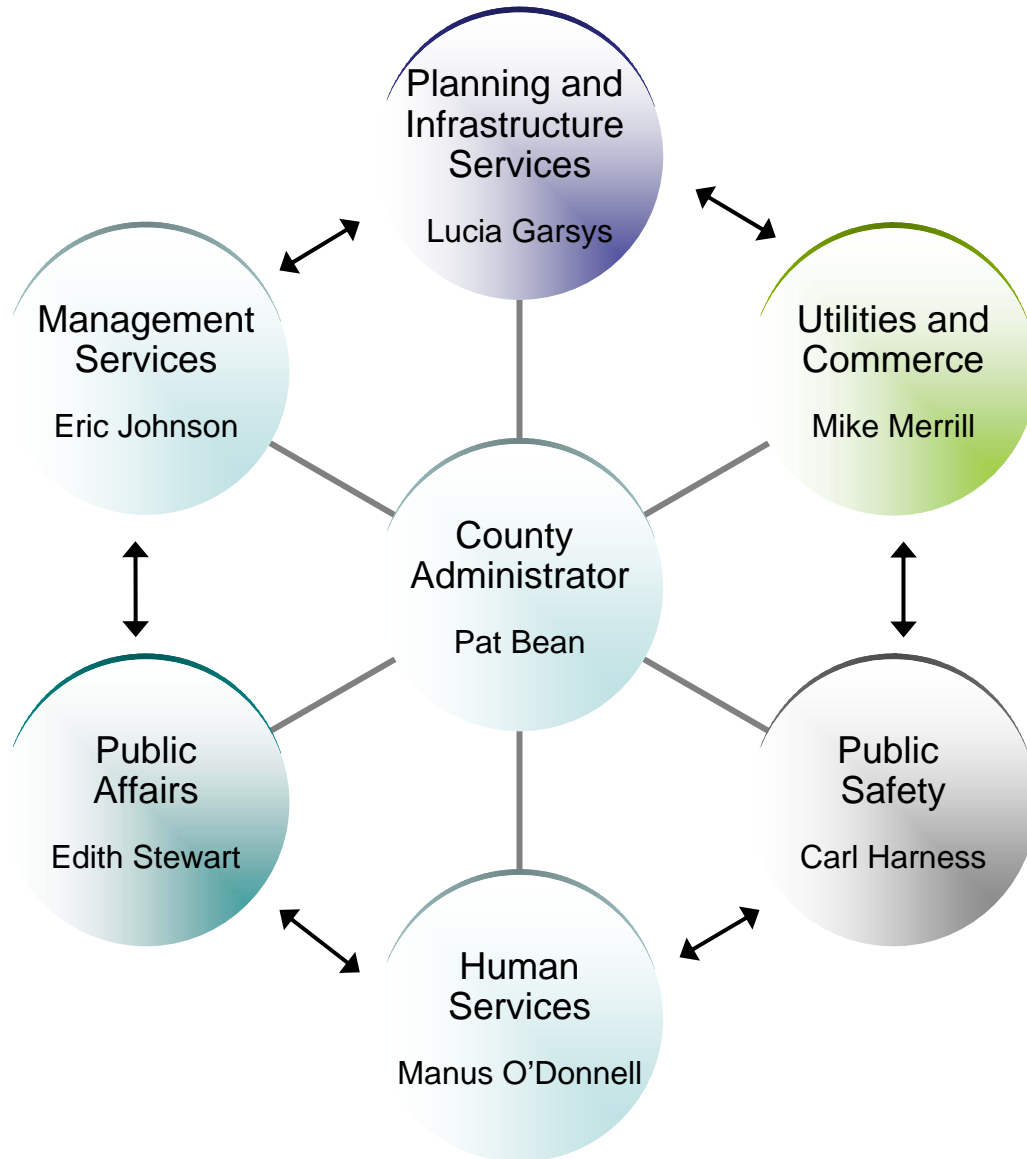 Planning and
Infrastructure
Services
Lucia Garsys
Management
Services
Eric Johnson
Utilities and
Commerce
Mike Merrill
County
Administrator
Pat Bean
Public
Affairs
Edith Stewart
Public
Safety
Carl Harness
Human
Services
Manus O’Donnell